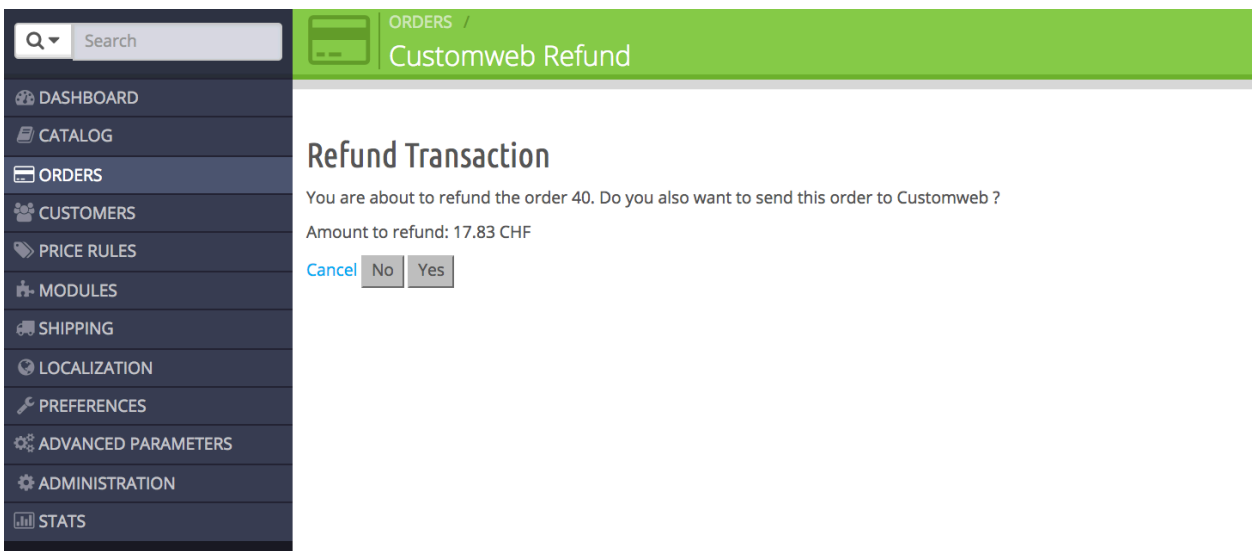 Search
DASHBOARD
CATALOG
ORDERS
CUSTOMERS
PRICE RULES
MODULES
SHIPPING
LOCALIZATION
PREFERENCES
ADVANCED PARAMETERS
ADMINISTRATION
STATS
ORDERS /
Customweb Refund
Refund Transaction
You are about to refund the order 40. Do you also want to send this order to Customweb ?
Amount to refund: 17.83 CHF
Cancel No Yes